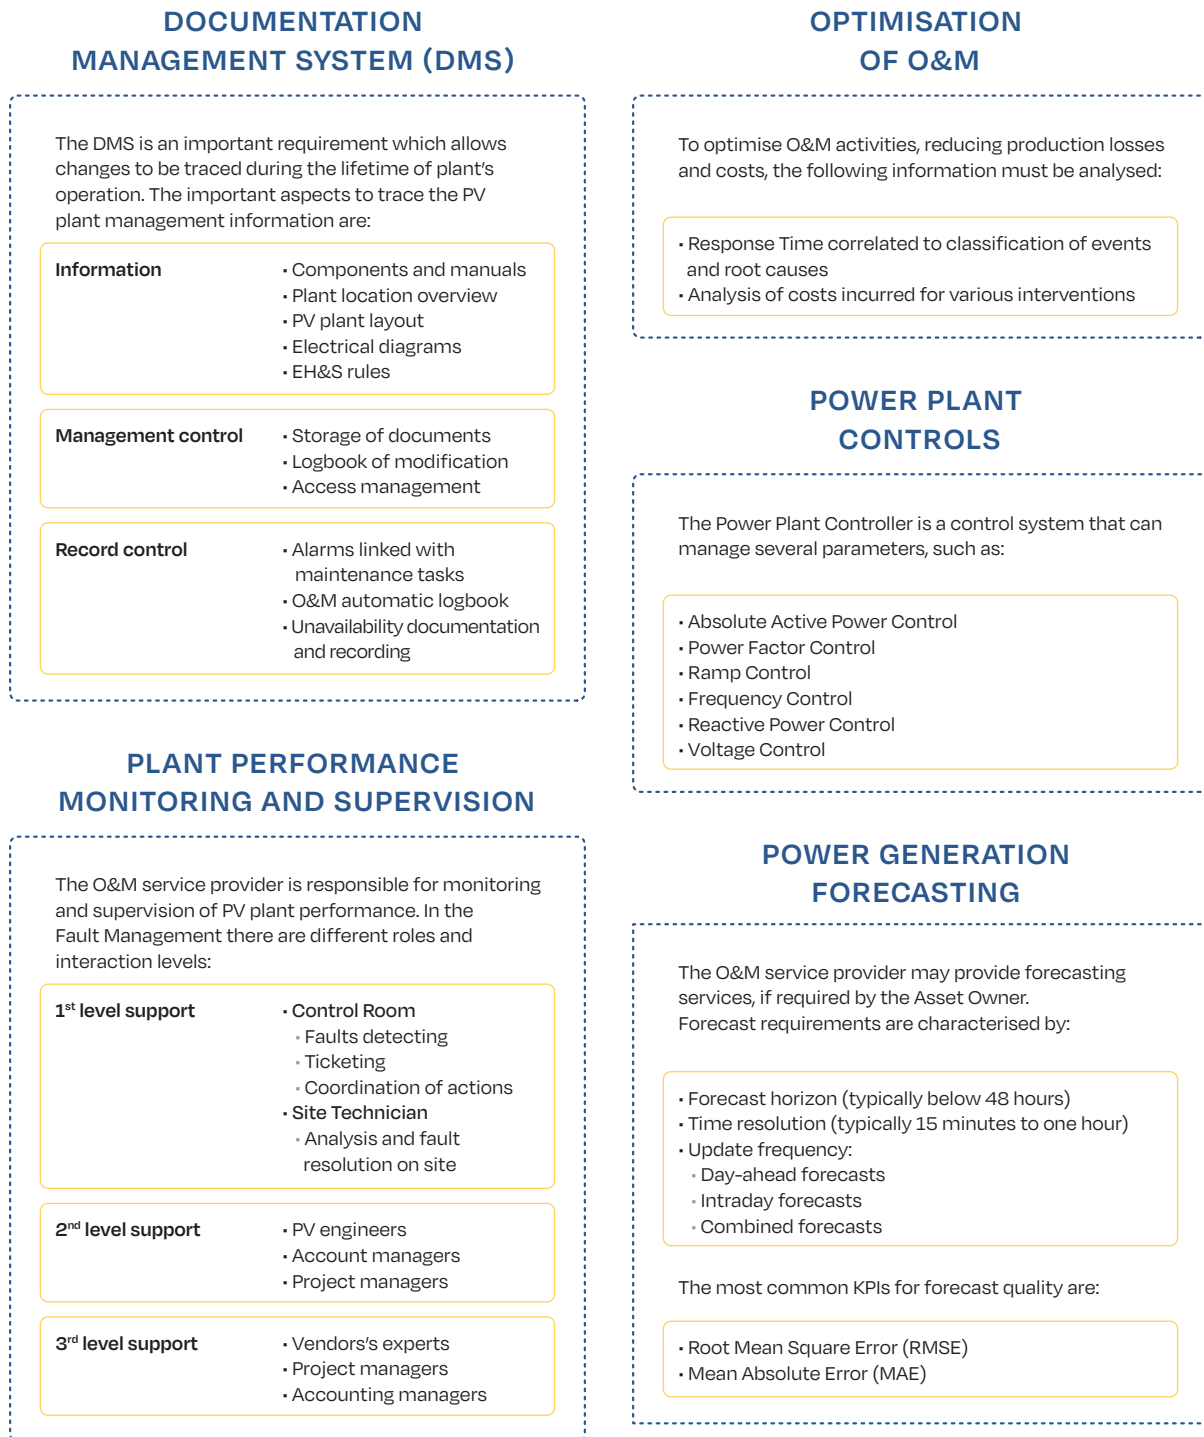 DOCUMENTATION
MANAGEMENT SYSTEM (DMS)
The DMS is an important requirement which allows
changes to be traced during the lifetime of plant's
operation. The important aspects to trace the PV
plant management information are:
Information
• Components and manuals
• Plant location overview
• PV plant layout
• Electrical diagrams
• EH&S rules
Management control
• Storage of documents
• Logbook of modification
• Access management
Record control
• Alarms linked with
maintenance tasks
• O&M automatic logbook
• Unavailability documentation
and recording
PLANT PERFORMANCE
MONITORING AND SUPERVISION
The O&M service provider is responsible for monitoring
and supervision of PV plant performance. In the
Fault Management there are different roles and
interaction levels:
1st level support
• Control Room
• Faults detecting
• Ticketing
• Coordination of actions
• Site Technician
• Analysis and fault
resolution on site
2nd level support
• PV engineers
• Account managers
• Project managers
3rd level support
• Vendors's experts
• Project managers
• Accounting managers
OPTIMISATION
OF O&M
To optimise O&M activities, reducing production losses
and costs, the following information must be analysed:
• Response Time correlated to classification of events
and root causes
• Analysis of costs incurred for various interventions
POWER PLANT
CONTROLS
The Power Plant Controller is a control system that can
manage several parameters, such as:
• Absolute Active Power Control
• Power Factor Control
• Ramp Control
• Frequency Control
• Reactive Power Control
• Voltage Control
POWER GENERATION
FORECASTING
The O&M service provider may provide forecasting
services, if required by the Asset Owner.
Forecast requirements are characterised by:
• Forecast horizon (typically below 48 hours)
• Time resolution (typically 15 minutes to one hour)
• Update frequency:
• Day-ahead forecasts
• Intraday forecasts
• Combined forecasts
The most common KPIs for forecast quality are:
• Root Mean Square Error (RMSE)
• Mean Absolute Error (MAE)